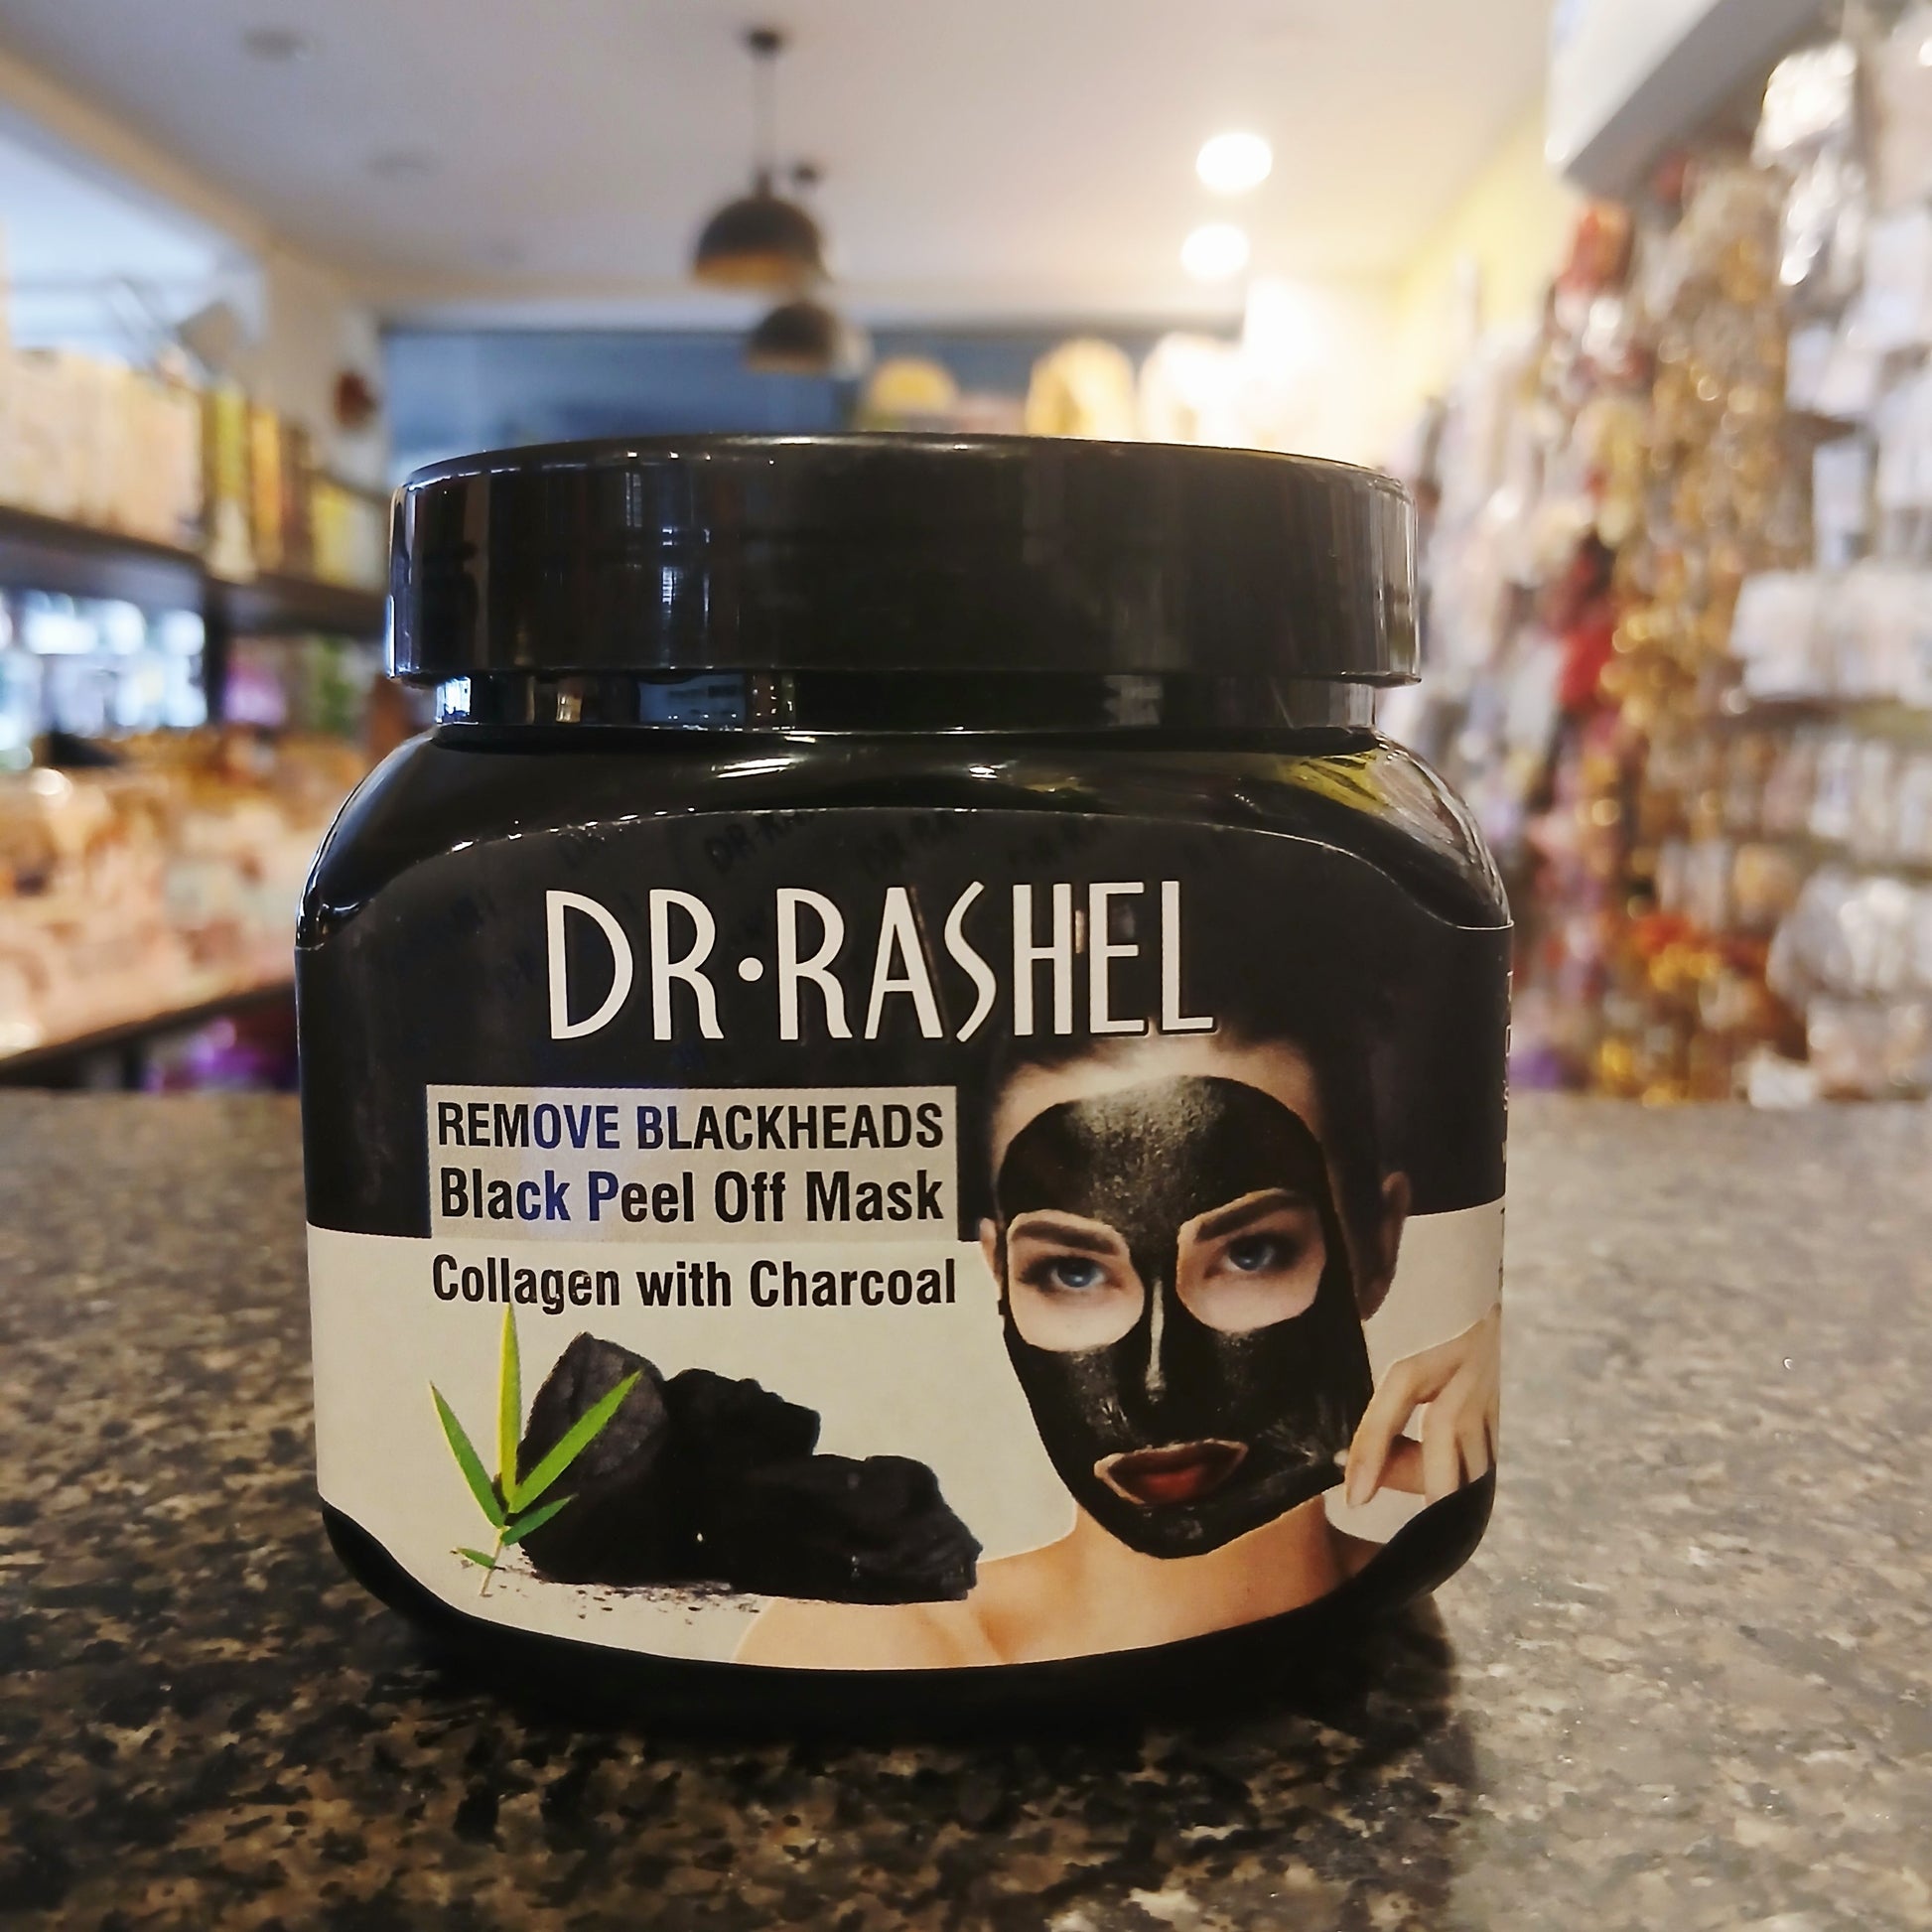 DR·RASHEL
REMOVE BLACKHEADS
Black Peel Off Mask
Collagen with Charcoal